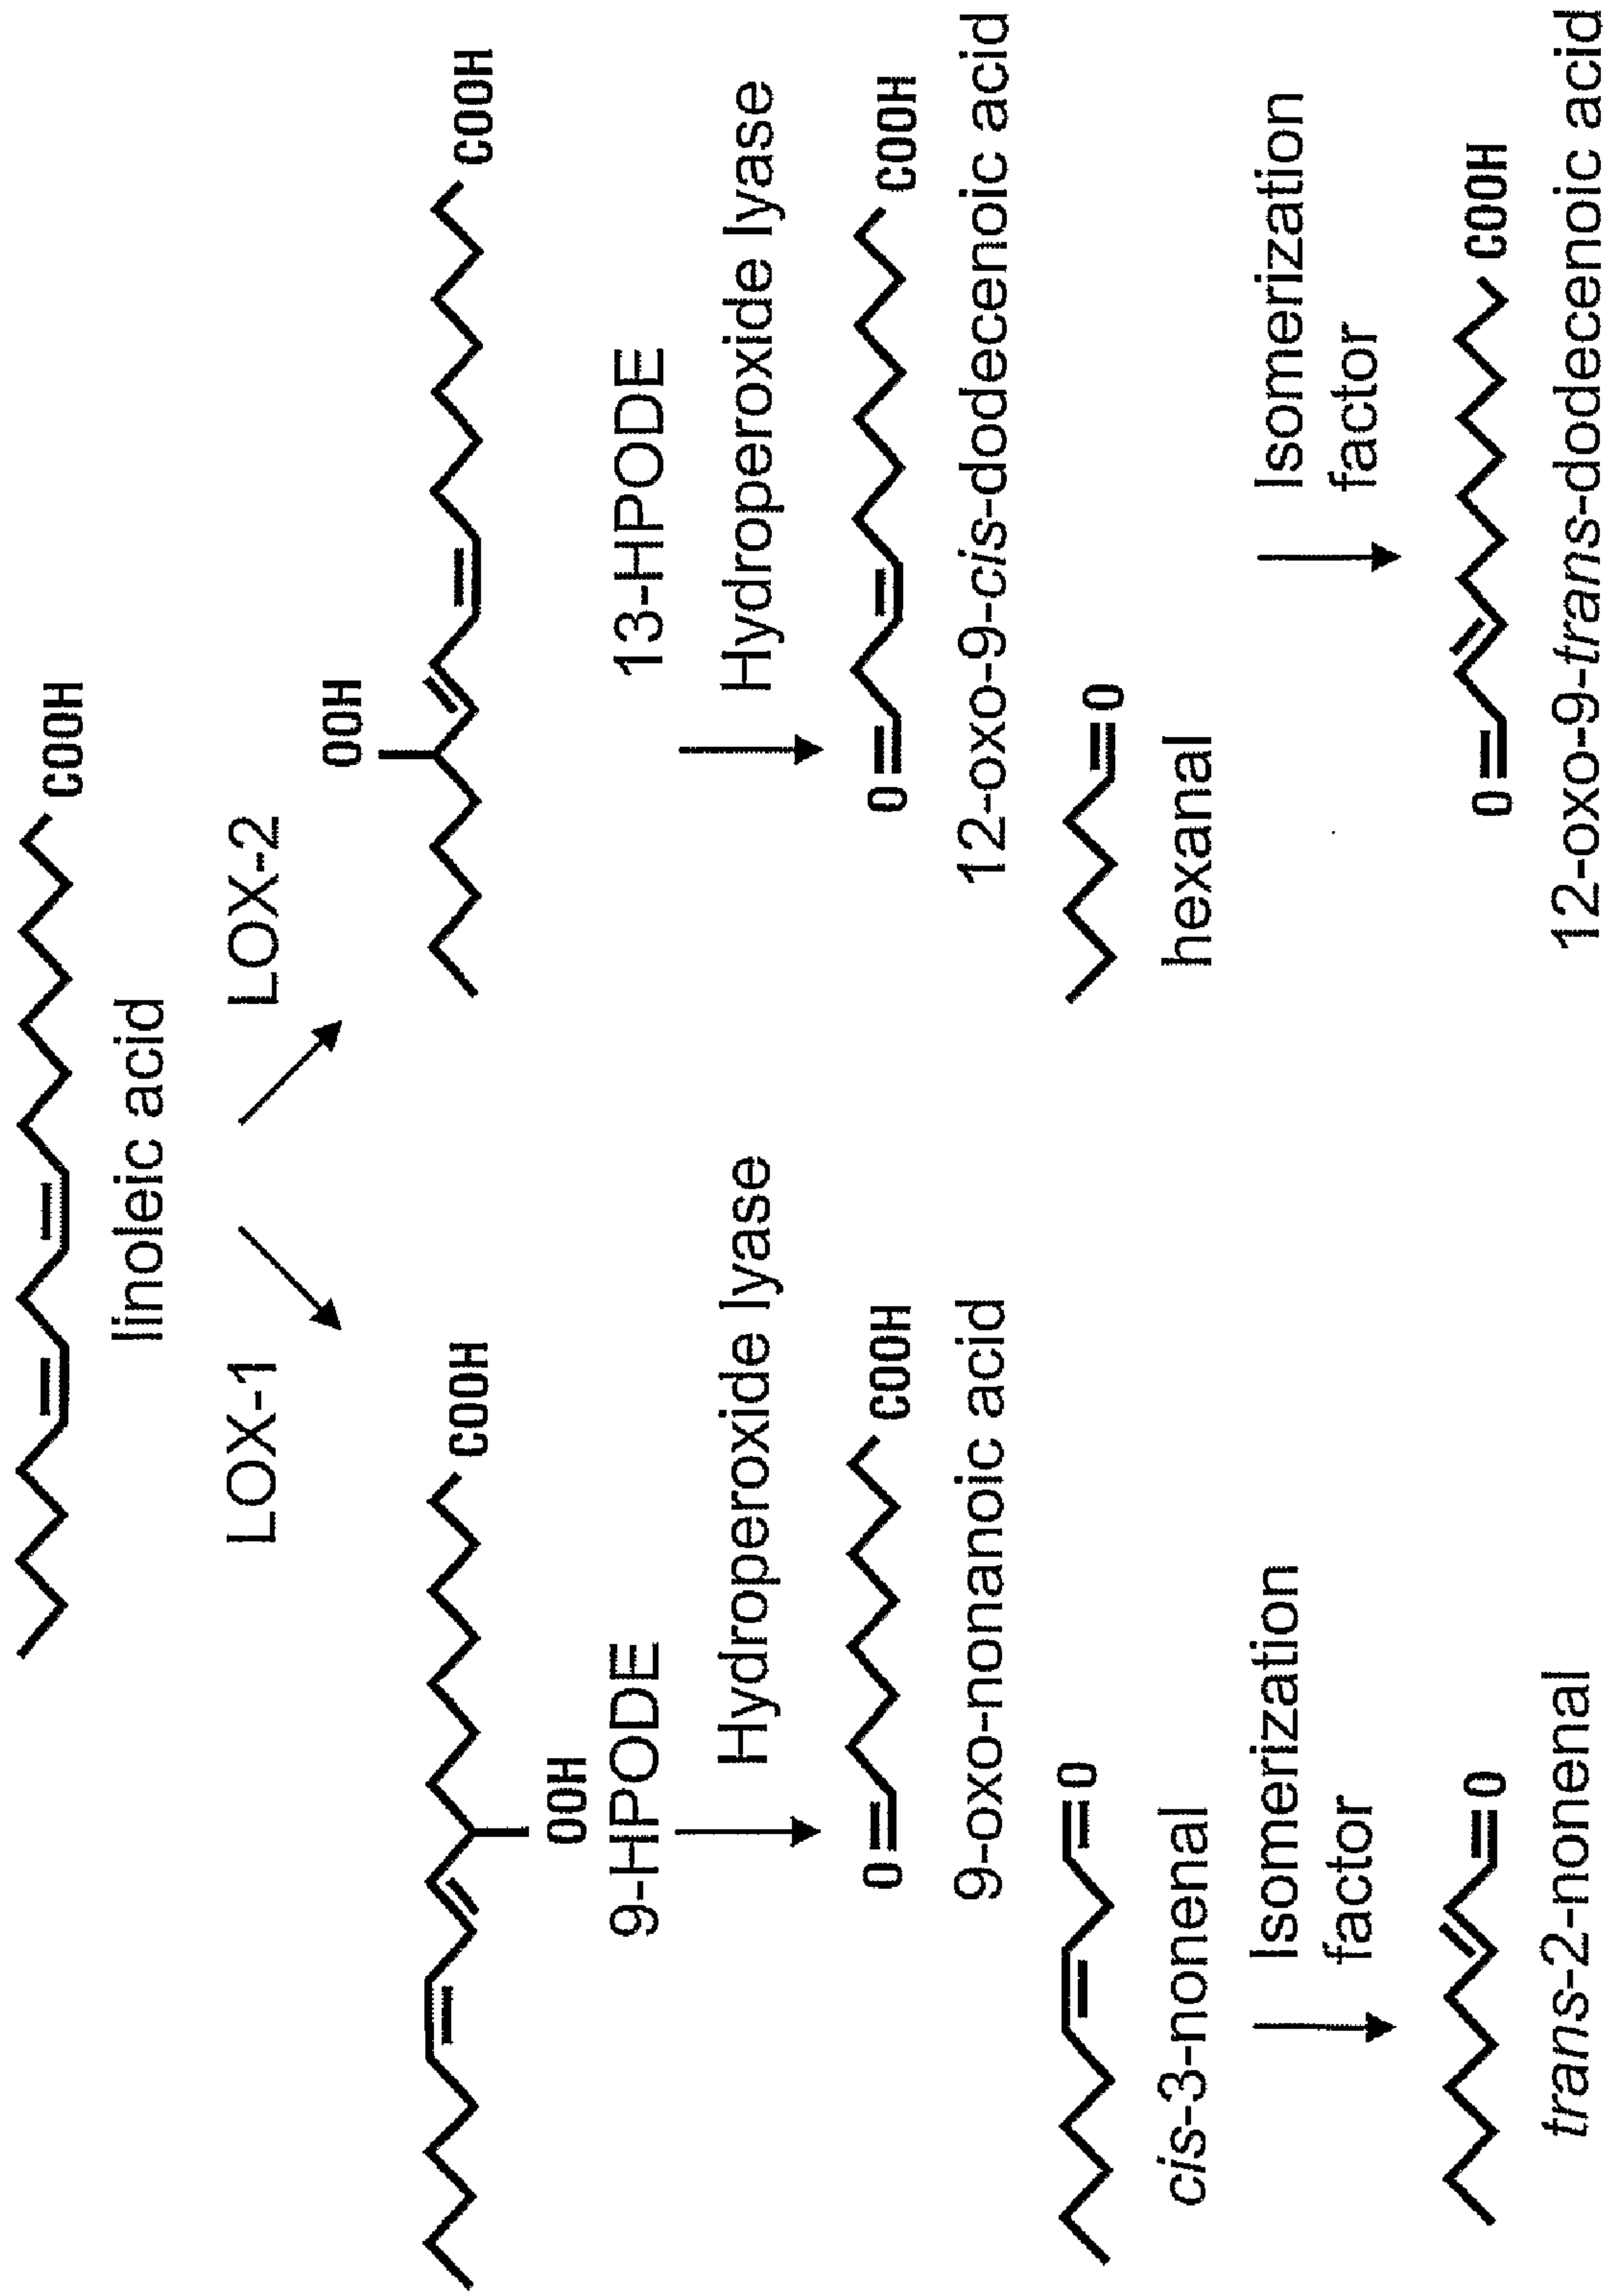 COOH
linoleic acid
LOX-1
LOX-2
COOH
OOH
9-HPODE
OOH
COOH
13-HPODE
Hydroperoxide lyase
Hydroperoxide lyase
O
COOH
9-oxo-nonanoic acid
O
COOH
12-oxo-9-cis-dodecenoic acid
O
cis-3-nonenal
O
hexanal
Isomerization
factor
Isomerization
factor
O
trans-2-nonenal
O
COOH
12-oxo-9-trans-dodecenoic acid